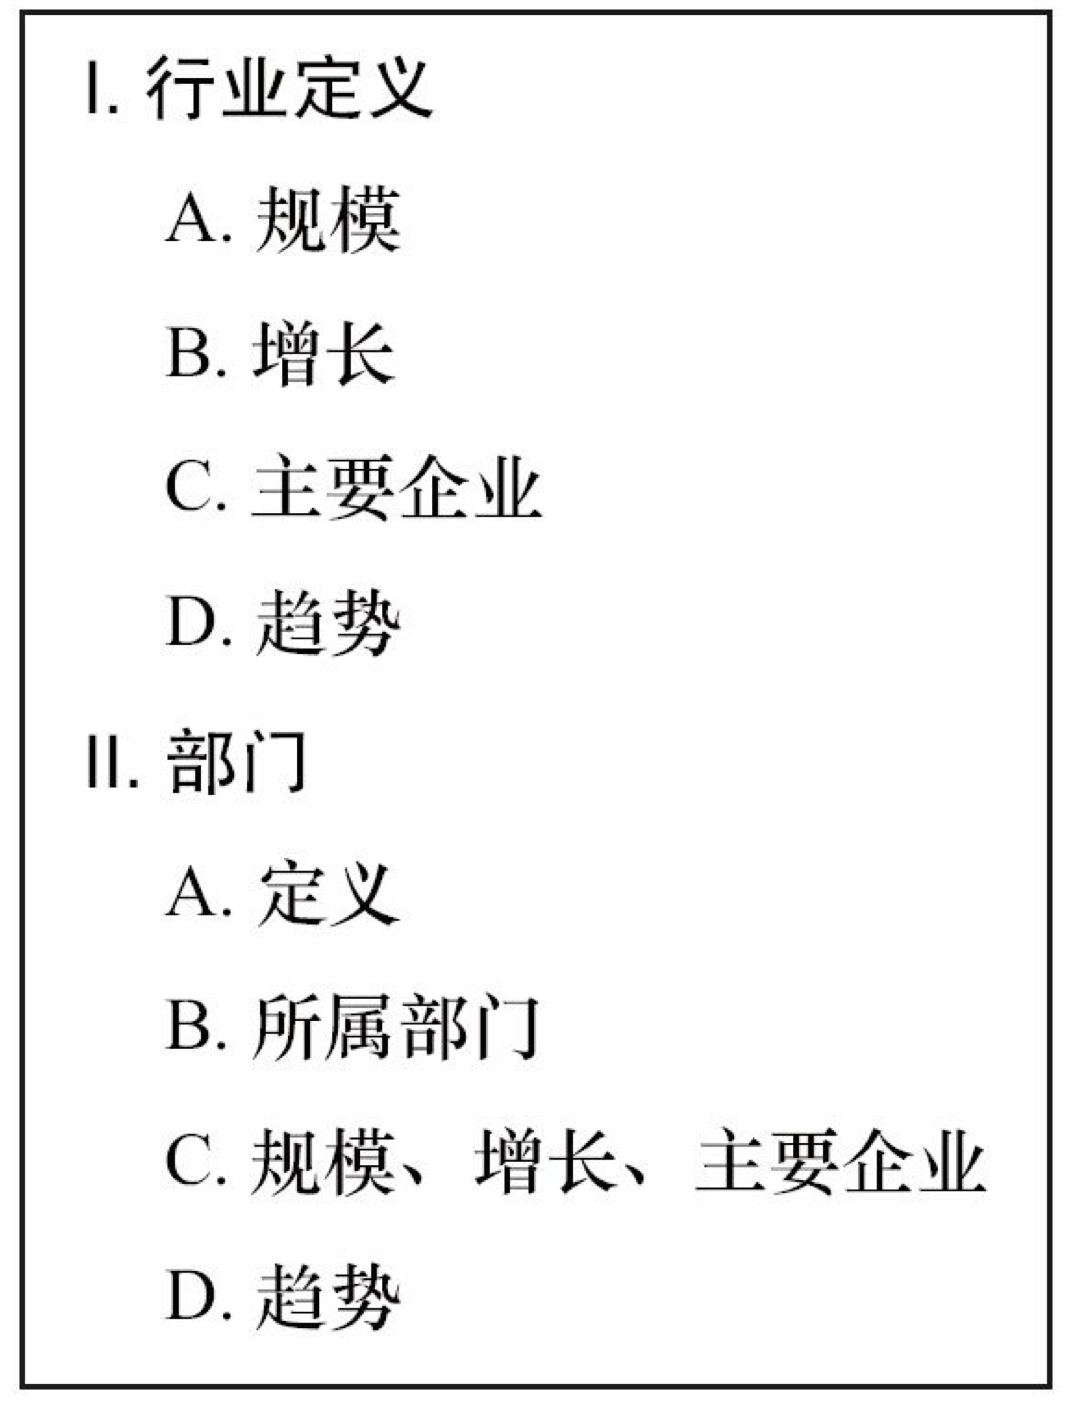 I. 行业定义
A. 规模
B. 增长
C. 主要企业
D. 趋势
II. 部门
A. 定义
B. 所属部门
C. 规模、增长、主要企业
D. 趋势